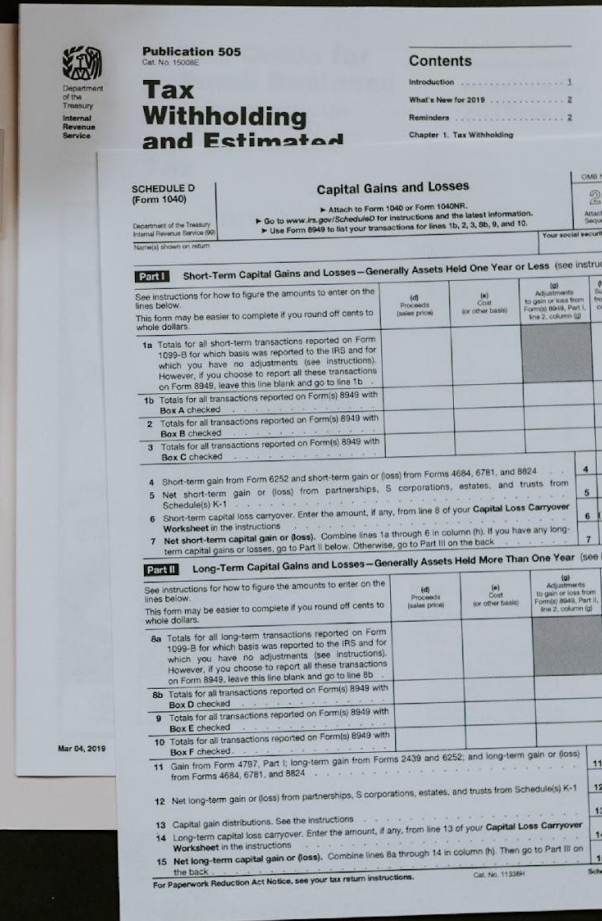 Department
of the
Treasury
Internal
Revenue
Service
Publication 505
Cat. No. 15008E
Tax
Withholding
and Estimated
Contents
Introduction . . . . . . . . . . . . . . . . . . 1
What's New for 2019 . . . . . . . . . . . . . 2
Reminders . . . . . . . . . . . . . . . . . . . 2
Chapter 1. Tax Withholding
Mar 04, 2019
SCHEDULE D
(Form 1040)
Department of the Treasury
Internal Revenue Service (99)
Capital Gains and Losses
► Attach to Form 1040 or Form 1040NR.
► Go to www.irs.gov/ScheduleD for instructions and the latest information.
► Use Form 8949 to list your transactions for lines 1b, 2, 3, 8b, 9, and 10.
OMB
2
Name(s) shown on return
Your social
Part I Short-Term Capital Gains and Losses—Generally Assets Held One Year or Less (see
See instructions for how to figure the amounts to enter on the
lines below.
This form may be easier to complete if you round off cents to
whole dollars.
(d)
Proceeds
(sales price)
(e)
Cost
(or other basis)
(g)
Adjustments
to gain or loss from
Form(s) 8949, Part I,
line 2, column (g)
1a Totals for all short-term transactions reported on Form
1099-B for which basis was reported to the IRS and for
which you have no adjustments (see instructions).
However, if you choose to report all these transactions
on Form 8949, leave this line blank and go to line 1b .
1b Totals for all transactions reported on Form(s) 8949 with
Box A checked . . . . . . . . . . . . .
2 Totals for all transactions reported on Form(s) 8949 with
Box B checked . . . . . . . . . . . . .
3 Totals for all transactions reported on Form(s) 8949 with
Box C checked . . . . . . . . . . . . .
4 Short-term gain from Form 6252 and short-term gain or (loss) from Forms 4684, 6781, and 8824 . . 4
5 Net short-term gain or (loss) from partnerships, S corporations, estates, and trusts from
Schedule(s) K-1 . . . . . . . . . . . . . . . . . . . . . . . . 5
6 Short-term capital loss carryover. Enter the amount, if any, from line 8 of your Capital Loss Carryover
Worksheet in the instructions . . . . . . . . . . . . . . . . . . . 6
7 Net short-term capital gain or (loss). Combine lines 1a through 6 in column (h). If you have any long-
term capital gains or losses, go to Part II below. Otherwise, go to Part III on the back . . . . . 7
Part II Long-Term Capital Gains and Losses—Generally Assets Held More Than One Year (see
See instructions for how to figure the amounts to enter on the
lines below.
This form may be easier to complete if you round off cents to
whole dollars.
(d)
Proceeds
(sales price)
(e)
Cost
(or other basis)
(g)
Adjustments
to gain or loss from
Form(s) 8949, Part II,
line 2, column (g)
8a Totals for all long-term transactions reported on Form
1099-B for which basis was reported to the IRS and for
which you have no adjustments (see instructions).
However, if you choose to report all these transactions
on Form 8949, leave this line blank and go to line 8b .
8b Totals for all transactions reported on Form(s) 8949 with
Box D checked . . . . . . . . . . . . .
9 Totals for all transactions reported on Form(s) 8949 with
Box E checked . . . . . . . . . . . . .
10 Totals for all transactions reported on Form(s) 8949 with
Box F checked . . . . . . . . . . . . .
11 Gain from Form 4797, Part I; long-term gain from Forms 2439 and 6252; and long-term gain or (loss)
from Forms 4684, 6781, and 8824 . . . . . . . . . . . . . . . . . . 11
12 Net long-term gain or (loss) from partnerships, S corporations, estates, and trusts from Schedule(s) K-1 12
13 Capital gain distributions. See the instructions . . . . . . . . . . . . . .
14 Long-term capital loss carryover. Enter the amount, if any, from line 13 of your Capital Loss Carryover
Worksheet in the instructions . . . . . . . . . . . . . . . . . . .
15 Net long-term capital gain or (loss). Combine lines 8a through 14 in column (h). Then go to Part III on
the back . . . . . . . . . . . . . . . . . . . . . . . . . .
For Paperwork Reduction Act Notice, see your tax return instructions. Cat. No. 11338H